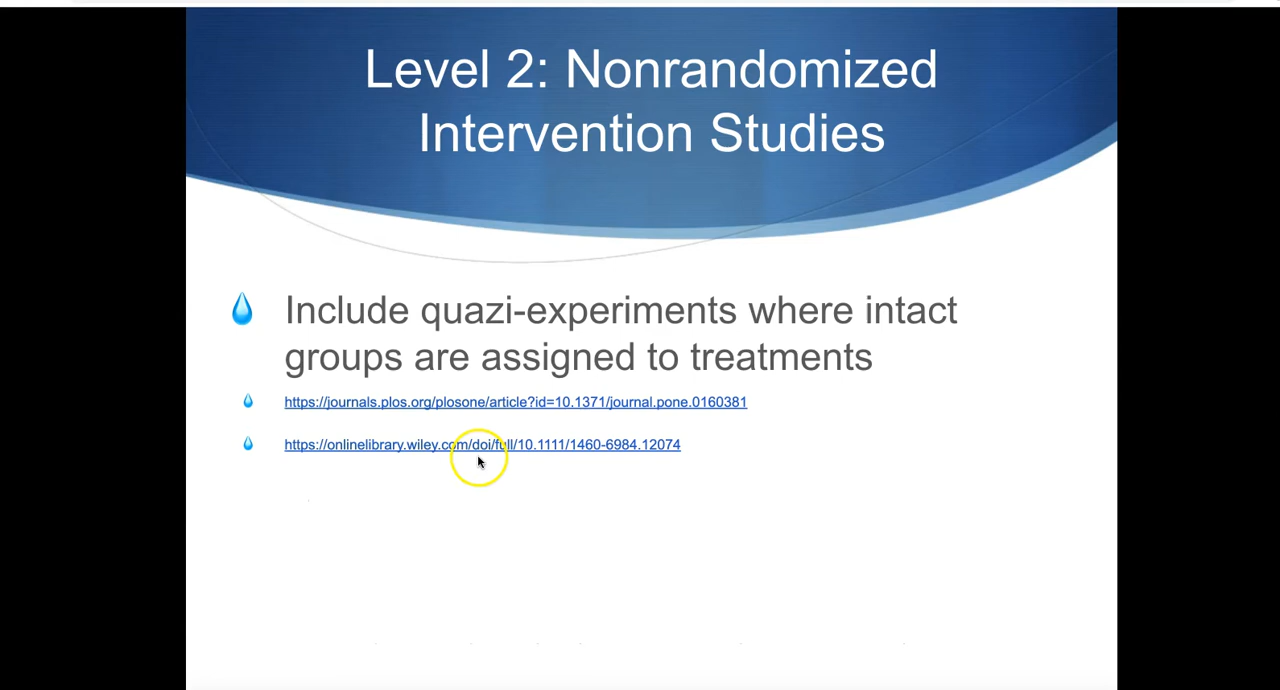 Level 2: Nonrandomized
Intervention Studies
Include quazi-experiments where intact
groups are assigned to treatments
https://journals.plos.org/plosone/article?id=10.1371/journal.pone.0160381
https://onlinelibrary.wiley.com/doi/full/10.1111/1460-6984.12074